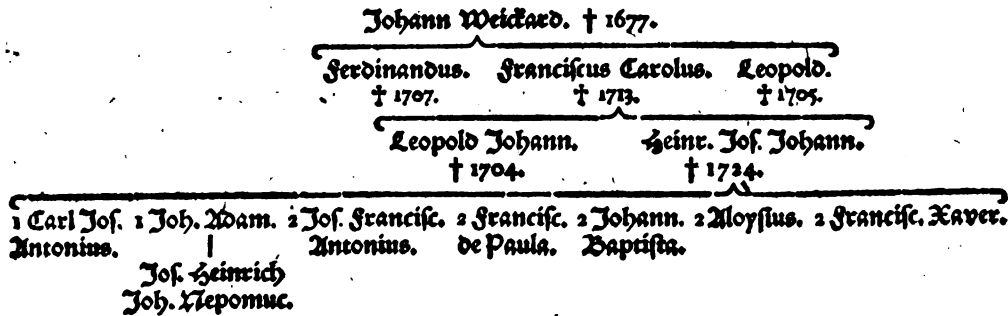 Johann Weickard. † 1677.
Ferdinandus. Franciscus Carolus. Leopold.
† 1707. † 1713. † 1705.
Leopold Johann. Heinr. Jos. Johann.
† 1704. † 1724.
1 Carl Jos. 1 Joh. Adam. 2 Jos. Francisc. 2 Francisc. 2 Johann. 2 Aloysius. 2 Francisc. Xaver.
Antonius. Antonius. de Paula. Baptista.
Jos. Heinrich
Joh. Nepomuc.